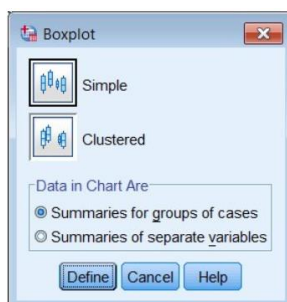 Boxplot
Simple
Clustered
Data in Chart Are
Summaries for groups of cases
Summaries of separate variables
Define Cancel Help